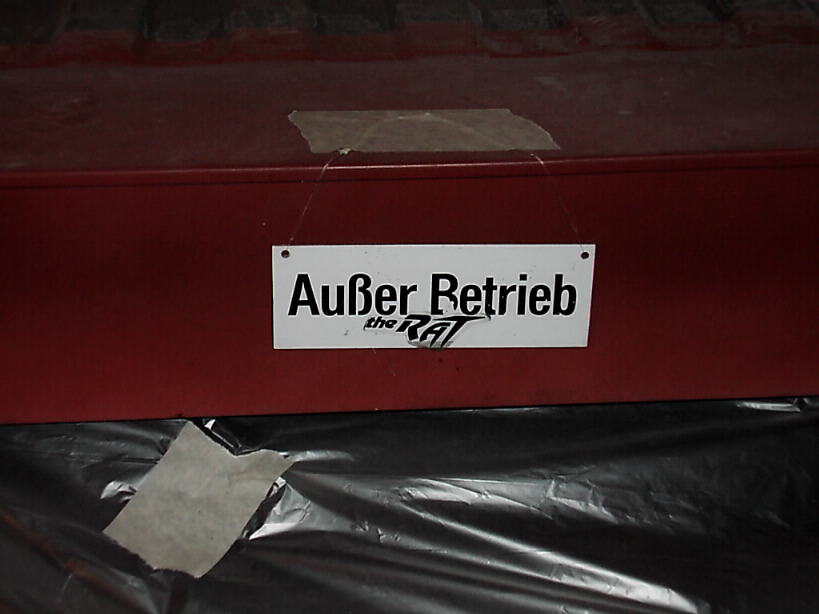 Außer Betrieb
the RAT